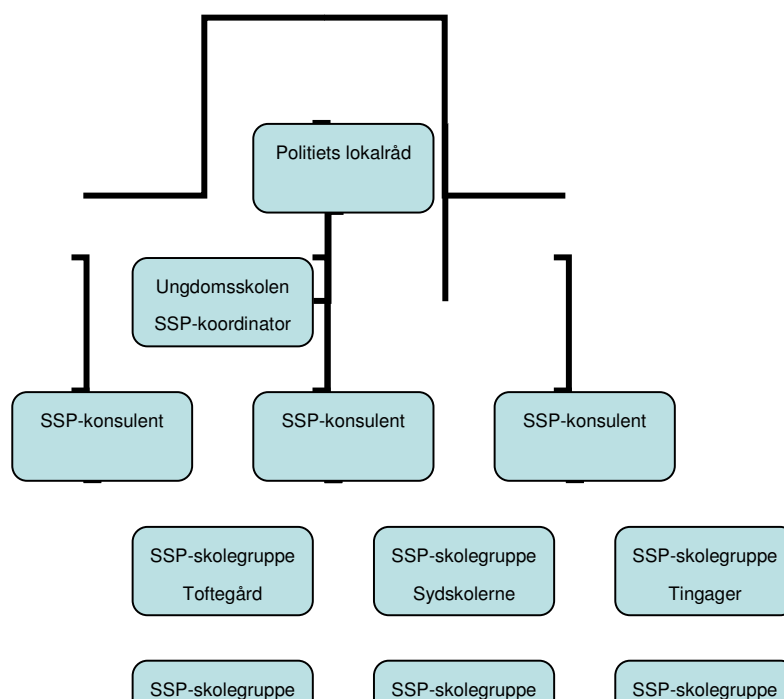 Politiets lokalråd
Ungdomsskolen
SSP-koordinator
SSP-konsulent
SSP-konsulent
SSP-konsulent
SSP-skolegruppe
Toftegård
SSP-skolegruppe
Sydskolerne
SSP-skolegruppe
Tingager
SSP-skolegruppe
SSP-skolegruppe
SSP-skolegruppe